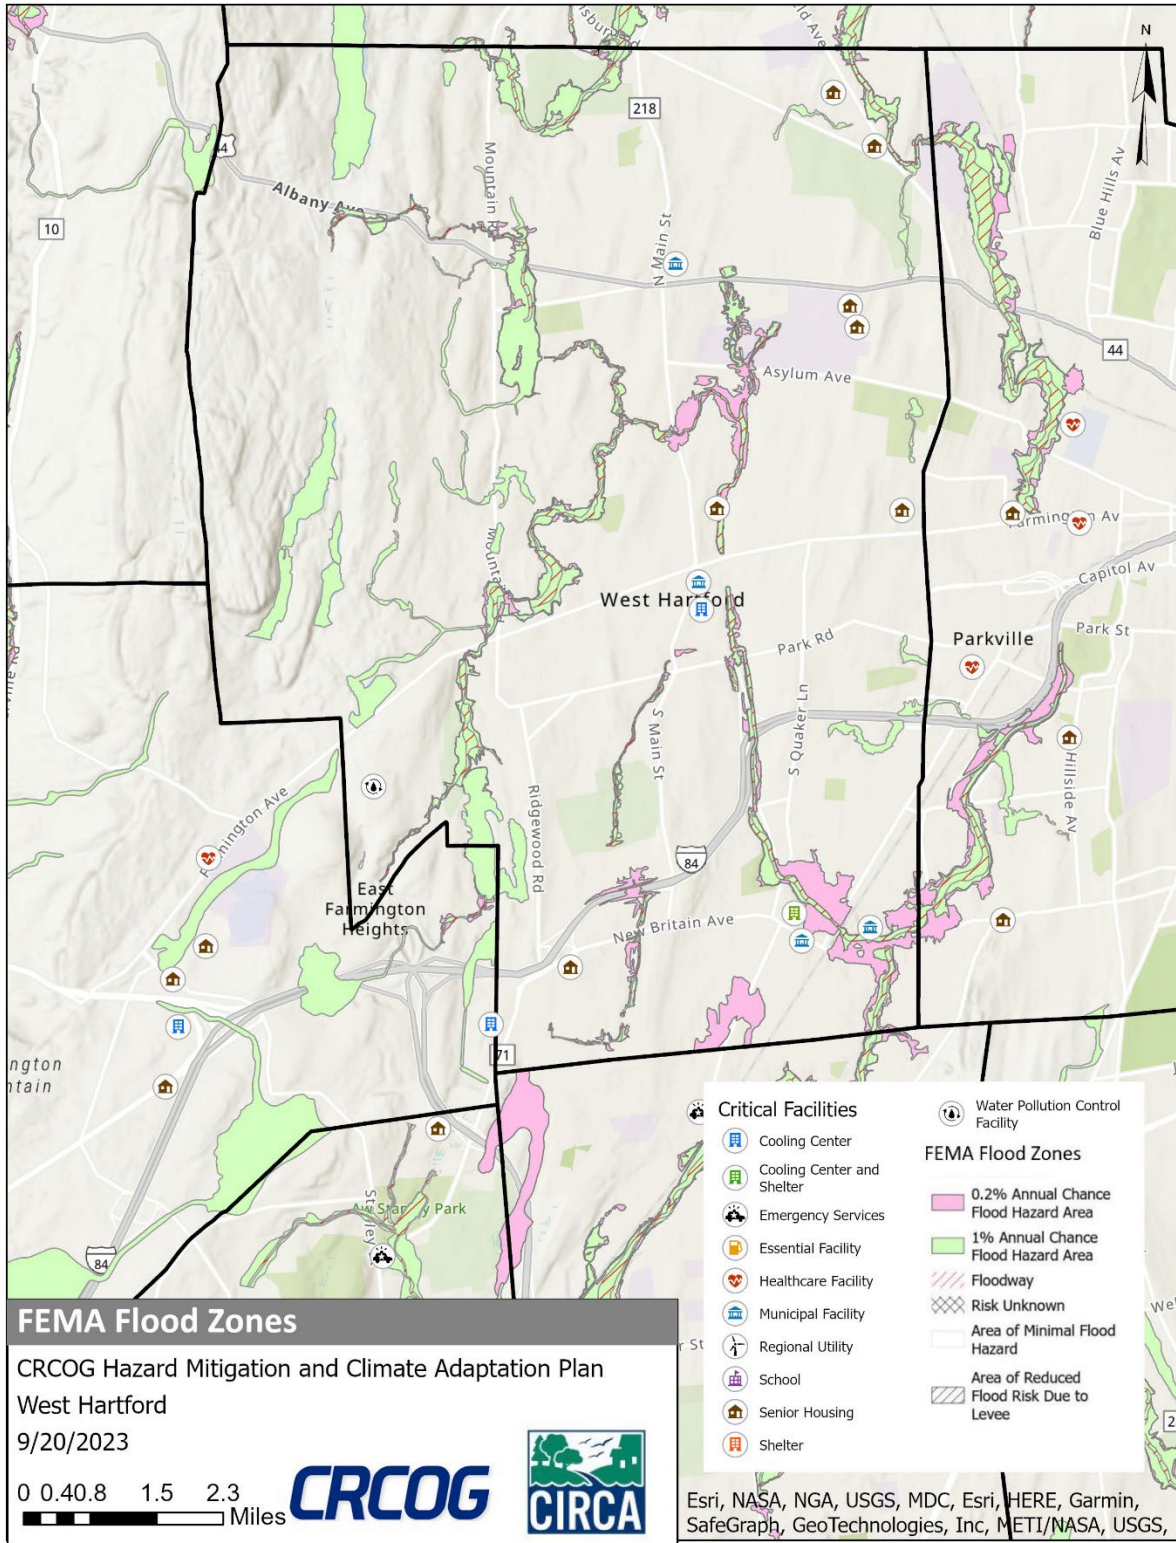 N
218
4
Albany Av
Mountain R
N Main St
Blue Hills Av
10
44
Asylum Ave
Farmington Av
Capitol Av
West Hartford
Park Rd
Parkville
Park St
Mountain
S Main St
S Quaker Ln
Hillside Av
Ridgewood Rd
Farmington Ave
84
East
Farmington
Heights
New Britain Ave
71
ngton
ntain
Aw Stanley Park
84
Critical Facilities
Cooling Center
Cooling Center and
Shelter
Emergency Services
Essential Facility
Healthcare Facility
Municipal Facility
Regional Utility
School
Senior Housing
Shelter
Water Pollution Control
Facility
FEMA Flood Zones
0.2% Annual Chance
Flood Hazard Area
1% Annual Chance
Flood Hazard Area
Floodway
Risk Unknown
Area of Minimal Flood
Hazard
Area of Reduced
Flood Risk Due to
Levee
FEMA Flood Zones
CRCOG Hazard Mitigation and Climate Adaptation Plan
West Hartford
9/20/2023
0 0.40.8 1.5 2.3
Miles
CRCOG
CIRCA
Esri, NASA, NGA, USGS, MDC, Esri, HERE, Garmin,
SafeGraph, GeoTechnologies, Inc, METI/NASA, USGS,